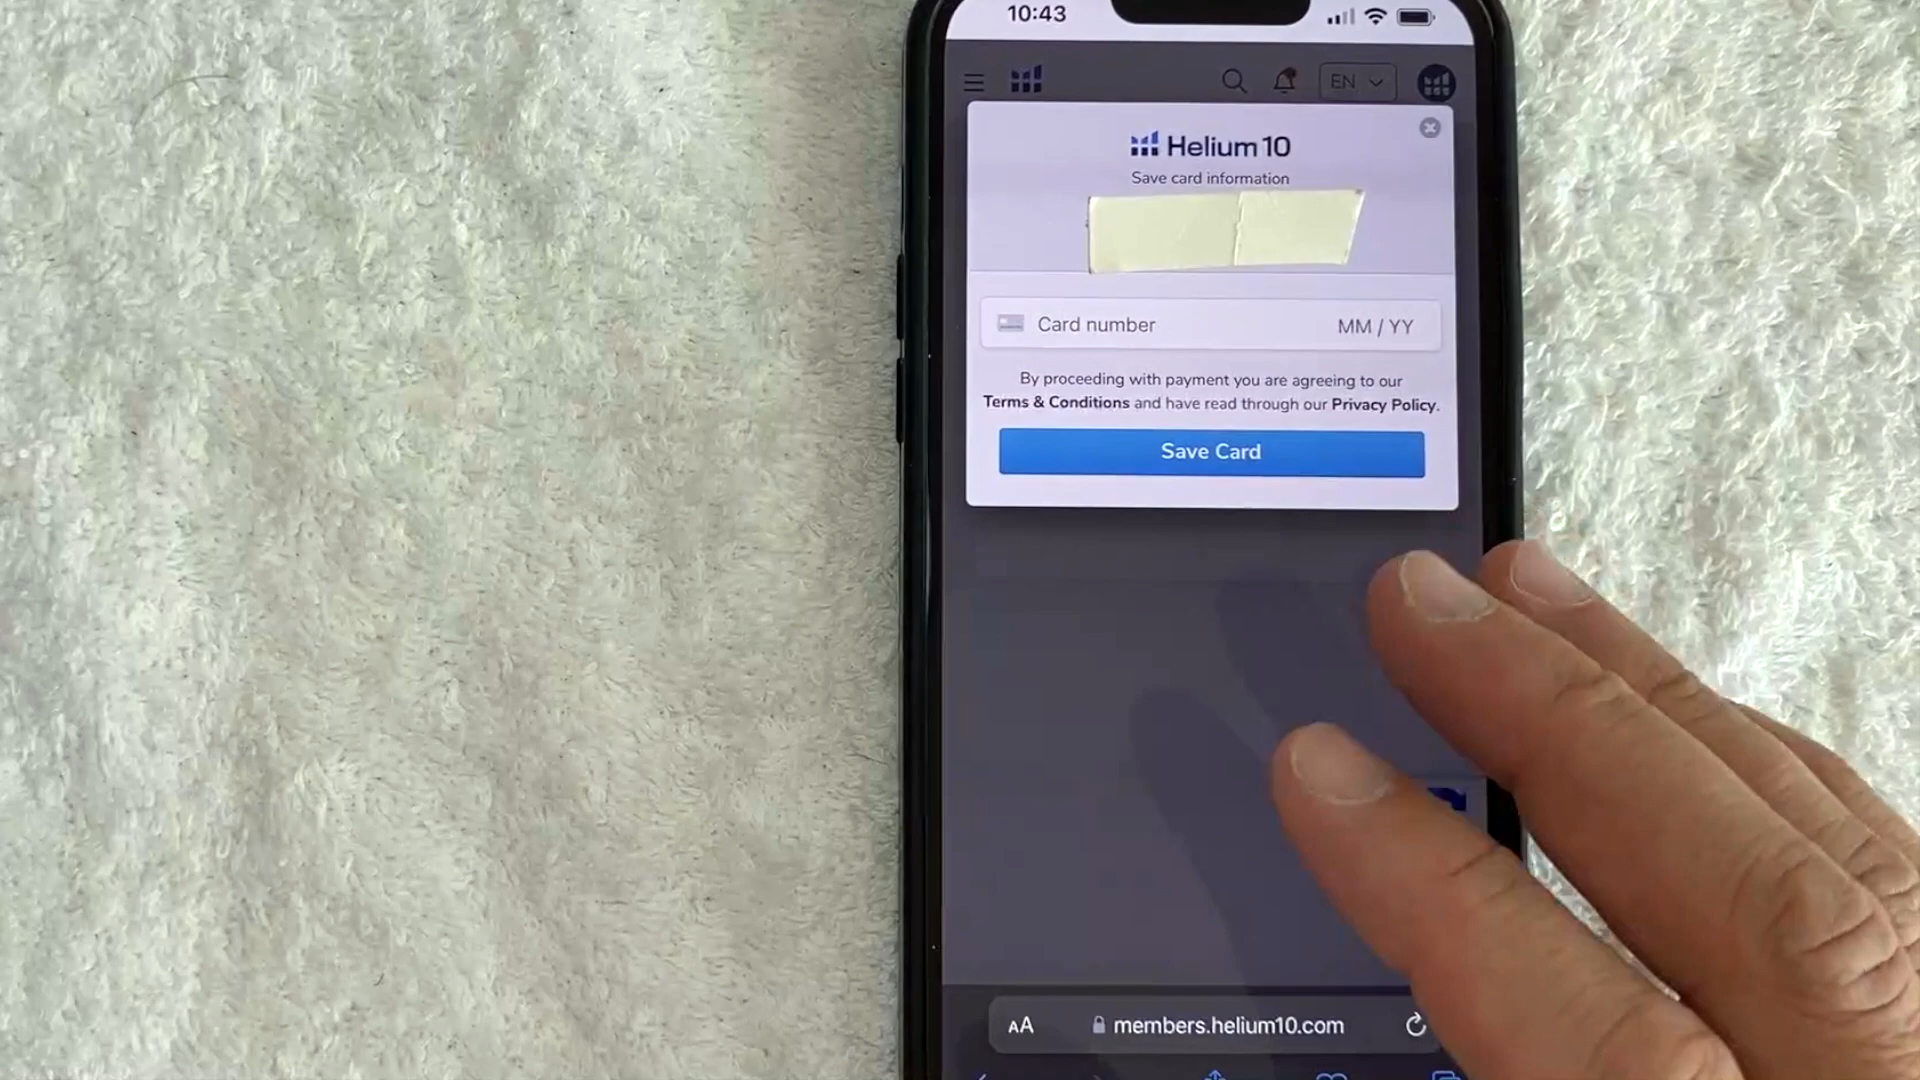 10:43
EN
Helium 10
Save card information
Card number MM / YY
By proceeding with payment you are agreeing to our
Terms & Conditions and have read through our Privacy Policy.
Save Card
AA members.helium10.com